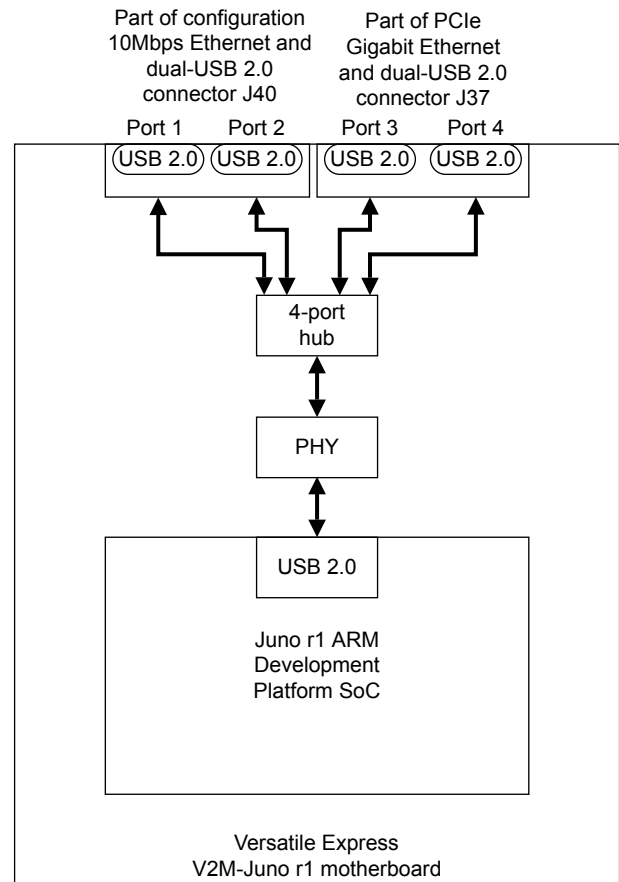 Part of configuration
10Mbps Ethernet and
dual-USB 2.0
connector J40
Part of PCIe
Gigabit Ethernet
and dual-USB 2.0
connector J37
Port 1
Port 2
Port 3
Port 4
USB 2.0
USB 2.0
USB 2.0
USB 2.0
4-port
hub
PHY
USB 2.0
Juno r1 ARM
Development
Platform SoC
Versatile Express
V2M-Juno r1 motherboard